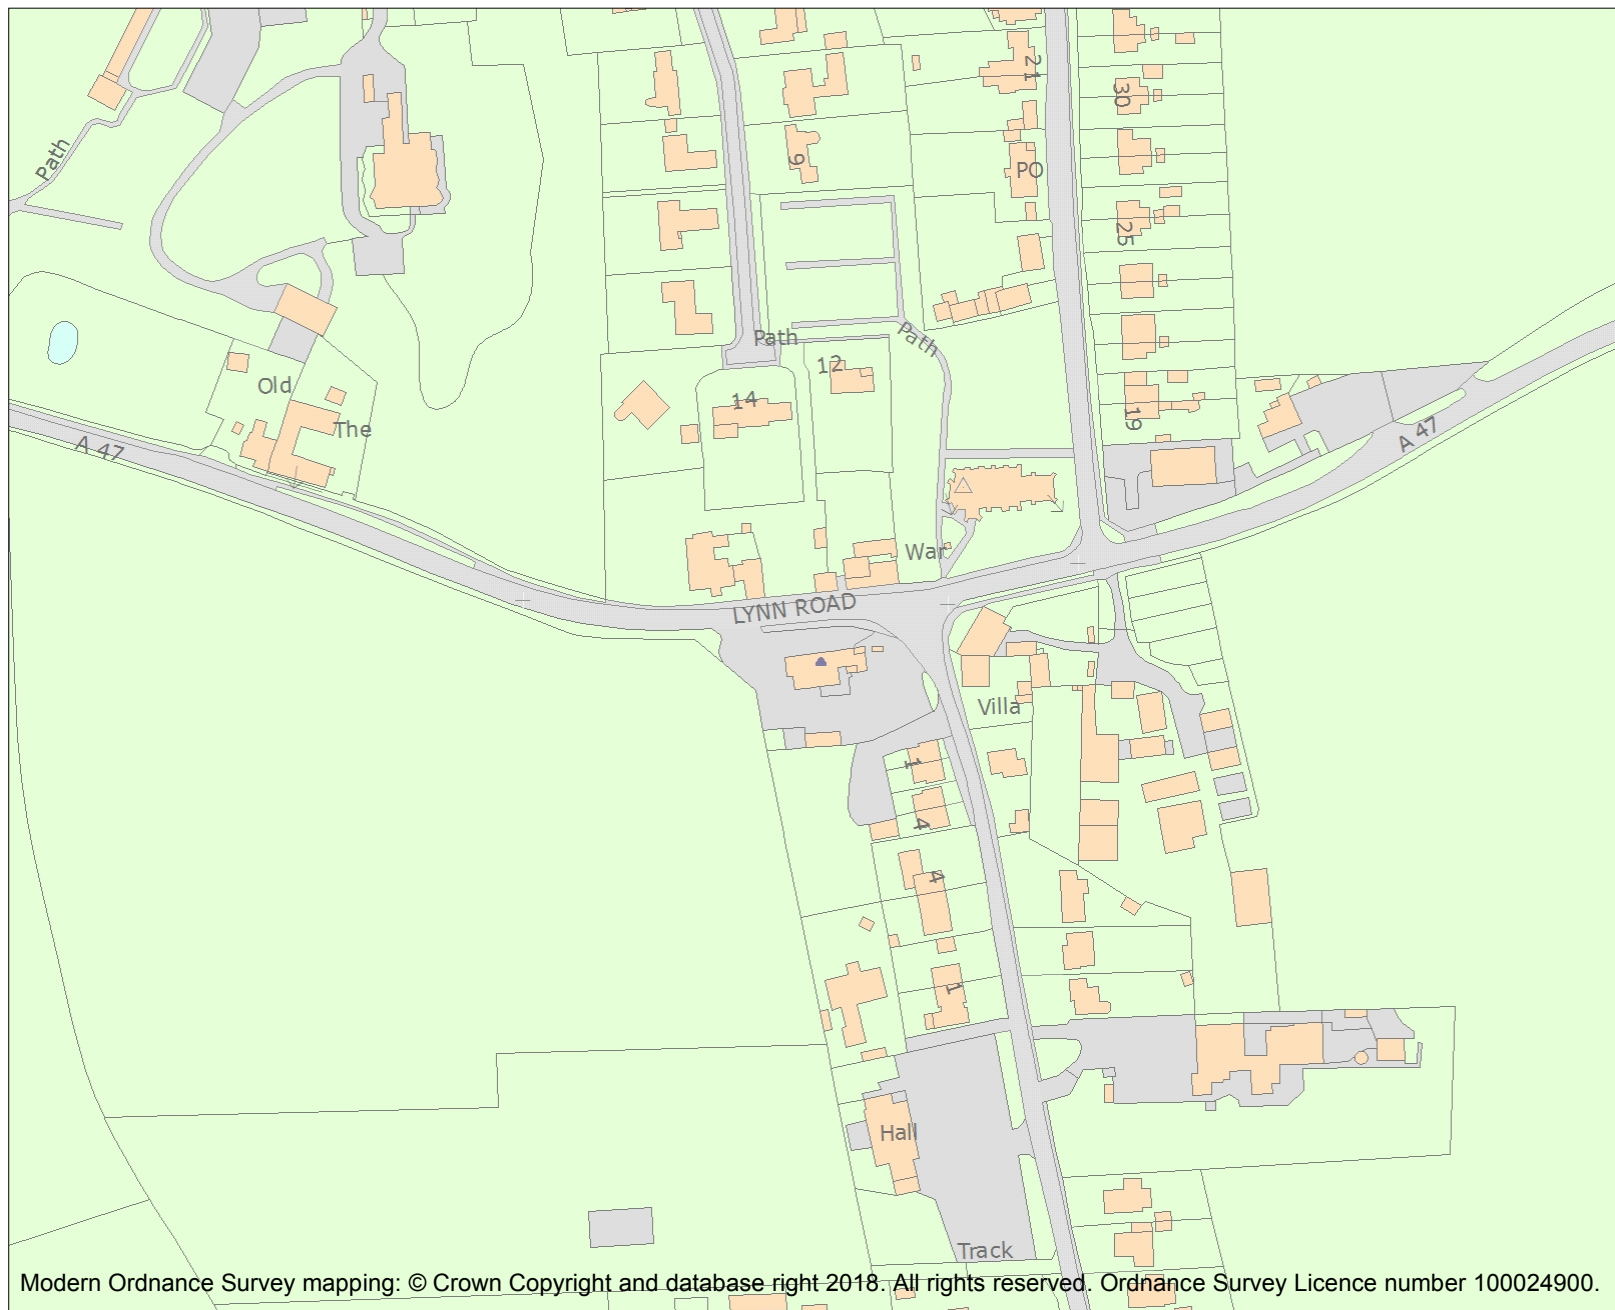 21
30
Path
9
PO
25
Path
Path
12
Old
14
The
19
A 47
A 47
War
LYNN ROAD
Villa
1
4
4
1
Hall
Track
Modern Ordnance Survey mapping: © Crown Copyright and database right 2018. All rights reserved. Ordnance Survey Licence number 100024900.